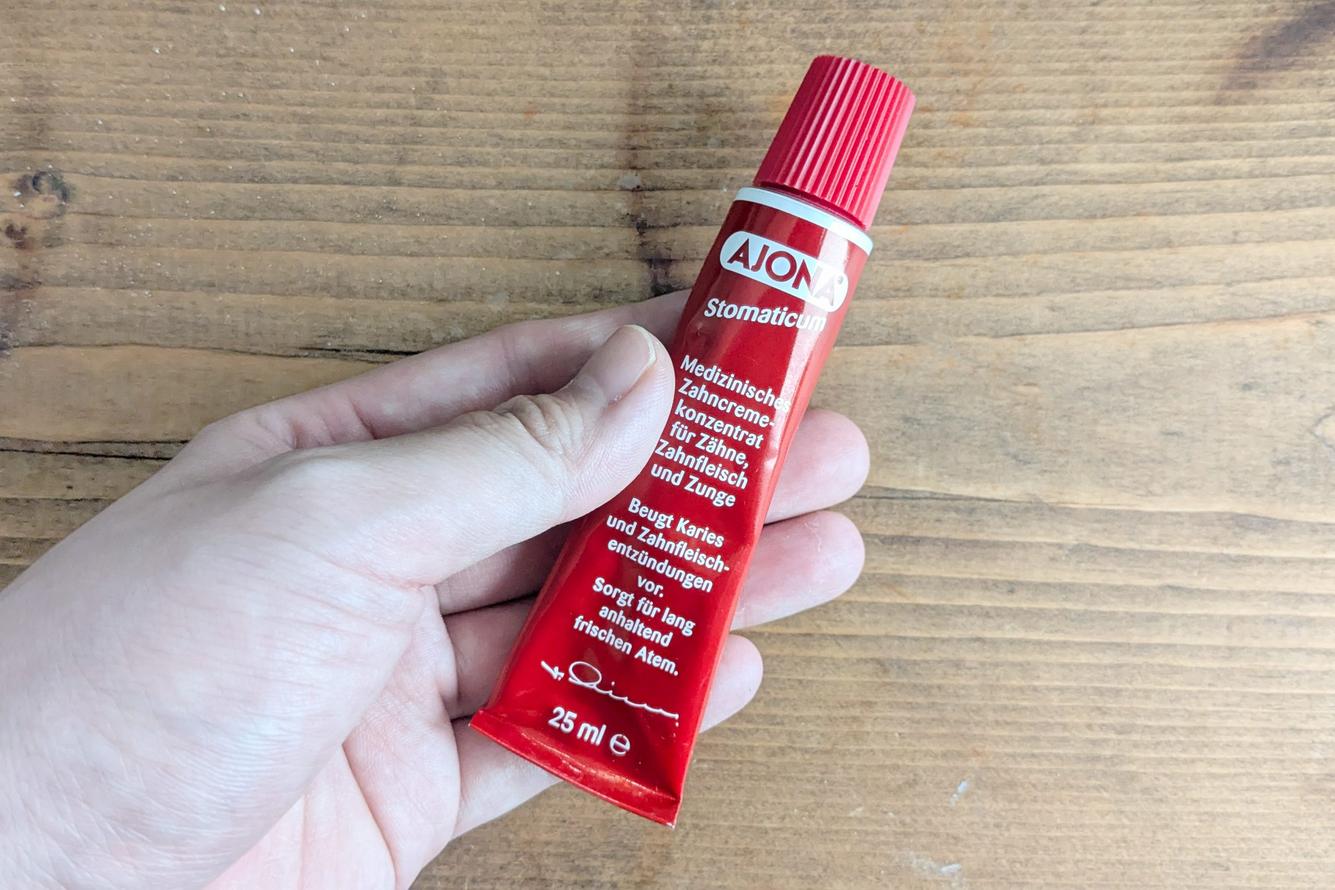 AJONA®
Stomaticum
Medizinisches
Zahncreme-
konzentrat
für Zähne,
Zahnfleisch
und Zunge
Beugt Karies
und Zahnfleisch-
entzündungen
vor.
Sorgt für lang
anhaltend
frischen Atem.
25 ml ℮